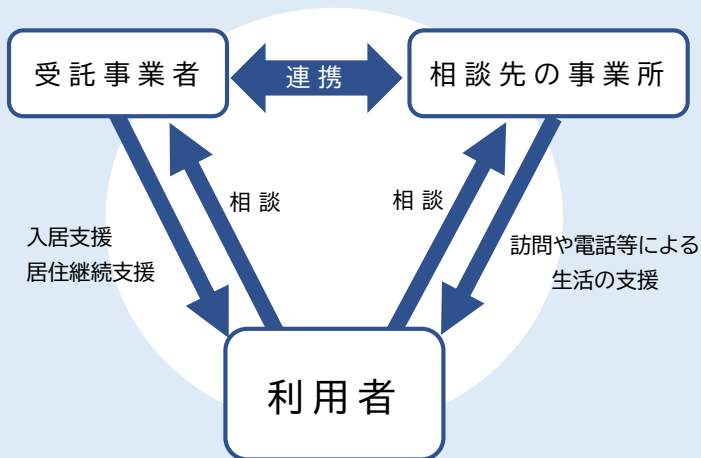 受託事業者
連携
相談先の事業所
相談
相談
入居支援
居住継続支援
訪問や電話等による
生活の支援
利用者